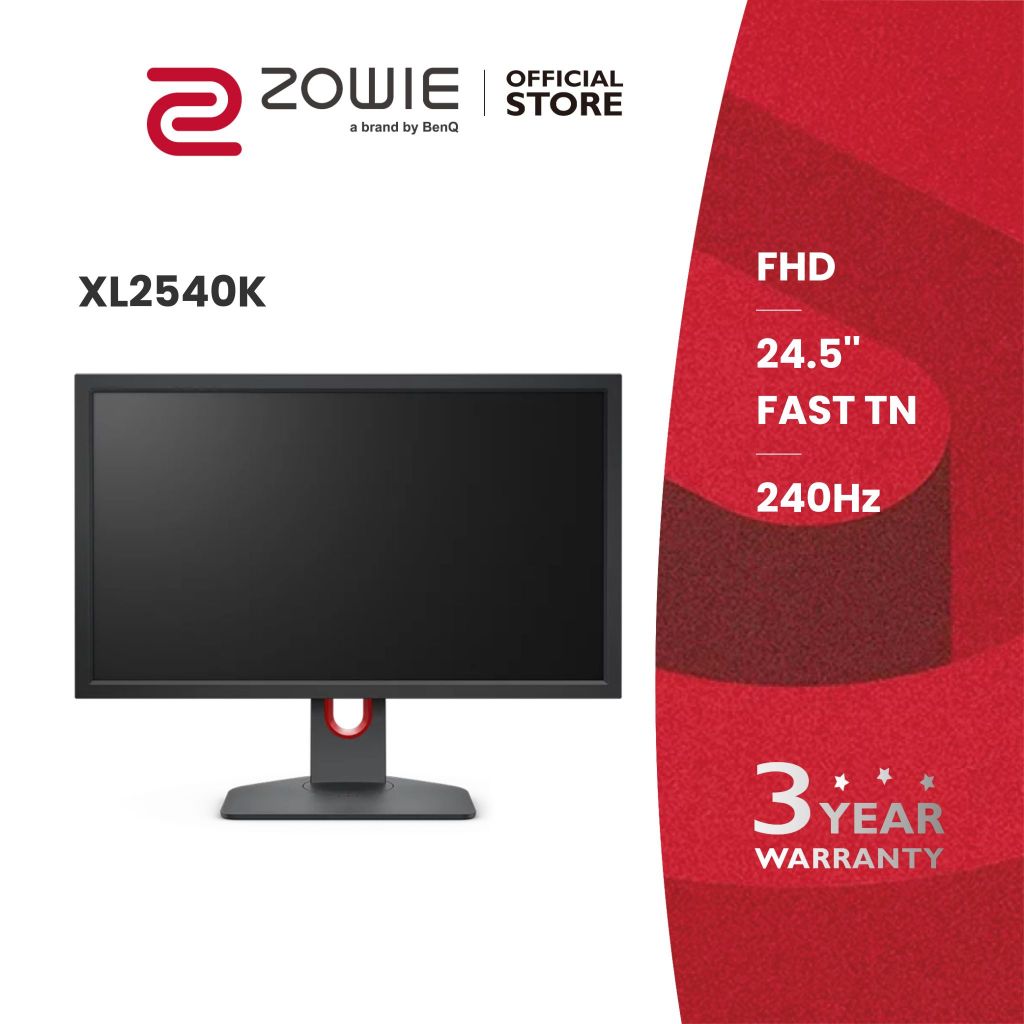 ZOWIE
a brand by BenQ
OFFICIAL
STORE
XL2540K
FHD
24.5"
FAST TN
240Hz
3 YEAR
WARRANTY